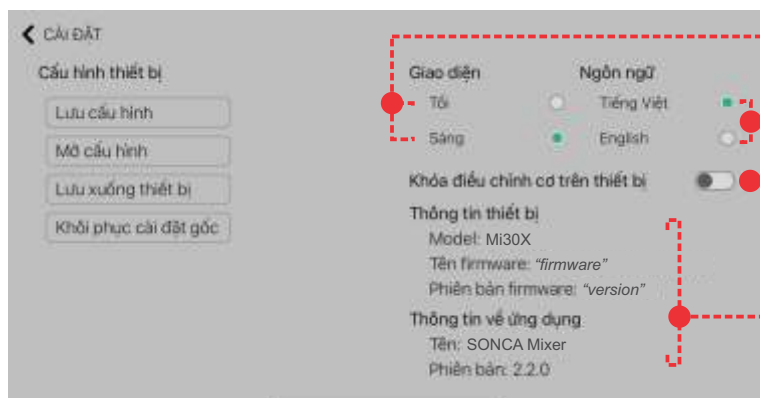 CÀI ĐẶT
Cấu hình thiết bị
Lưu cấu hình
Mở cấu hình
Lưu xuống thiết bị
Khôi phục cài đặt gốc
Giao diện Ngôn ngữ
Tối Tiếng Việt
Sáng English
Khóa điều chỉnh cơ trên thiết bị
Thông tin thiết bị
Model: Mi30X
Tên firmware: “firmware”
Phiên bản firmware: “version”
Thông tin về ứng dụng
Tên: SONCA Mixer
Phiên bản: 2.2.0